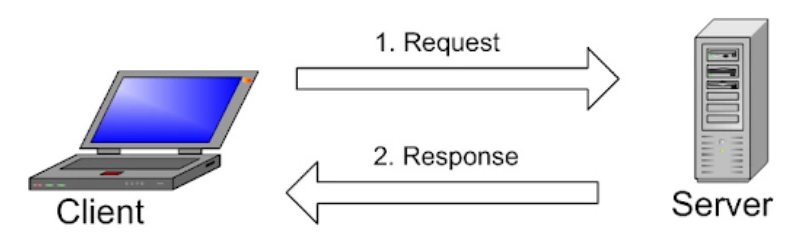 1. Request
2. Response
Client
Server